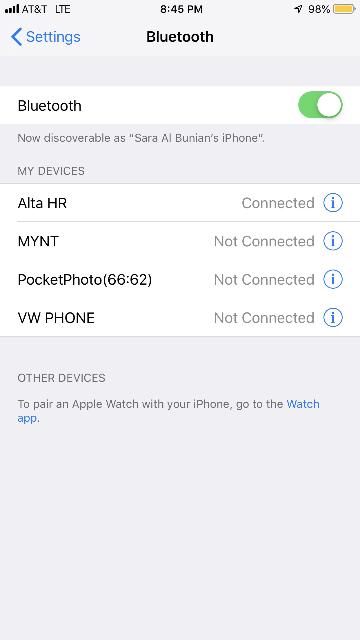 AT&T LTE 8:45 PM 98%
Settings Bluetooth
Bluetooth
Now discoverable as “Sara Al Bunian’s iPhone”.
MY DEVICES
Alta HR Connected
MYNT Not Connected
PocketPhoto(66:62) Not Connected
VW PHONE Not Connected
OTHER DEVICES
To pair an Apple Watch with your iPhone, go to the Watch
app.